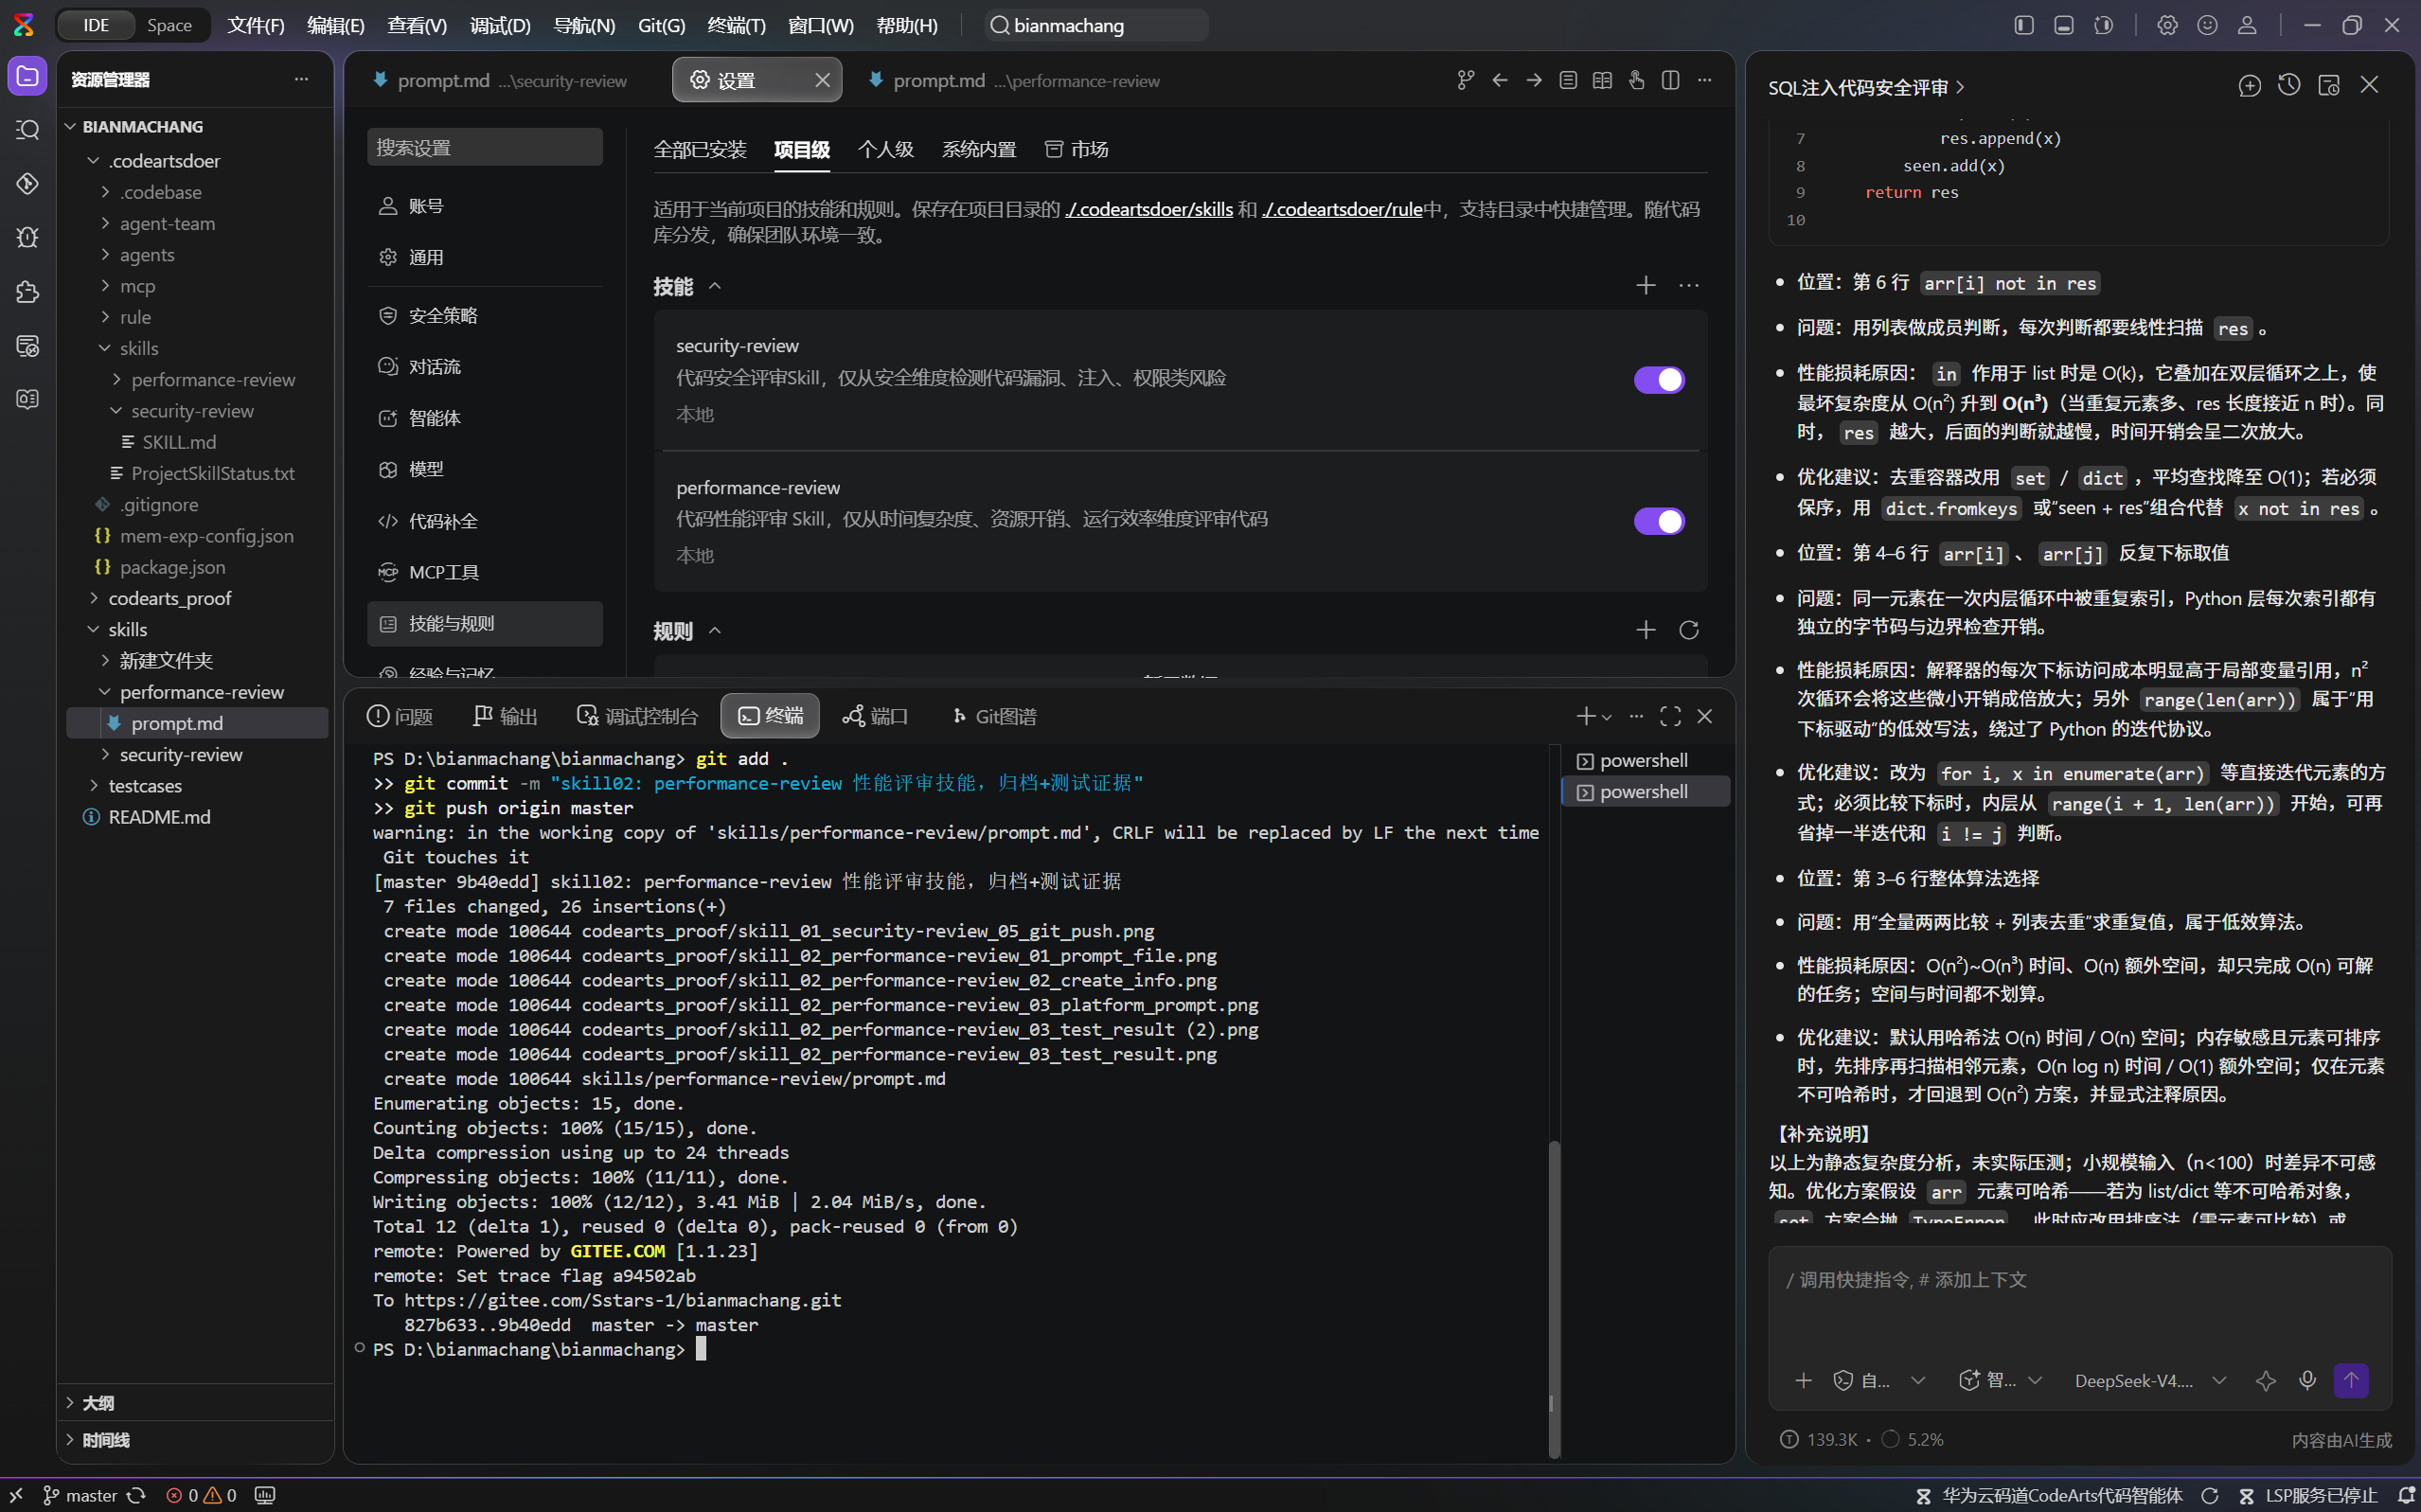 IDE Space 文件(F) 编辑(E) 查看(V) 调试(D) 导航(N) Git(G) 终端(T) 窗口(W) 帮助(H) bianmachang
资源管理器
BIANMACHANG
.codeartsdoer
.codebase
agent-team
agents
mcp
rule
skills
performance-review
security-review
SKILL.md
ProjectSkillStatus.txt
.gitignore
mem-exp-config.json
package.json
codearts_proof
skills
新建文件夹
performance-review
prompt.md
security-review
testcases
README.md
大纲
时间线
prompt.md ...\security-review 设置 prompt.md ...\performance-review
搜索设置
账号
通用
安全策略
对话流
智能体
模型
代码补全
MCP工具
技能与规则
经验与记忆
全部已安装 项目级 个人级 系统内置 市场
适用于当前项目的技能和规则。保存在项目目录的 ./.codeartsdoer/skills 和 ./.codeartsdoer/rule中，支持目录中快捷管理。随代码
库分发，确保团队环境一致。
技能
security-review
代码安全评审Skill，仅从安全维度检测代码漏洞、注入、权限类风险
本地
performance-review
代码性能评审 Skill，仅从时间复杂度、资源开销、运行效率维度评审代码
本地
规则
问题 输出 调试控制台 终端 端口 Git图谱
PS D:\bianmachang\bianmachang> git add .
>> git commit -m "skill02: performance-review 性能评审技能，归档+测试证据"
>> git push origin master
warning: in the working copy of 'skills/performance-review/prompt.md', CRLF will be replaced by LF the next time
Git touches it
[master 9b40edd] skill02: performance-review 性能评审技能，归档+测试证据
7 files changed, 26 insertions(+)
create mode 100644 codearts_proof/skill_01_security-review_05_git_push.png
create mode 100644 codearts_proof/skill_02_performance-review_01_prompt_file.png
create mode 100644 codearts_proof/skill_02_performance-review_02_create_info.png
create mode 100644 codearts_proof/skill_02_performance-review_03_platform_prompt.png
create mode 100644 codearts_proof/skill_02_performance-review_03_test_result (2).png
create mode 100644 codearts_proof/skill_02_performance-review_03_test_result.png
create mode 100644 skills/performance-review/prompt.md
Enumerating objects: 15, done.
Counting objects: 100% (15/15), done.
Delta compression using up to 24 threads
Compressing objects: 100% (11/11), done.
Writing objects: 100% (12/12), 3.41 MiB | 2.04 MiB/s, done.
Total 12 (delta 1), reused 0 (delta 0), pack-reused 0 (from 0)
remote: Powered by GITEE.COM [1.1.23]
remote: Set trace flag a94502ab
To https://gitee.com/Sstars-1/bianmachang.git
827b633..9b40edd master -> master
PS D:\bianmachang\bianmachang>
powershell
powershell
SQL注入代码安全评审
7 res.append(x)
8 seen.add(x)
9 return res
10
• 位置：第 6 行 arr[i] not in res
• 问题：用列表做成员判断，每次判断都要线性扫描 res 。
• 性能损耗原因： in 作用于 list 时是 O(k)，它叠加在双层循环之上，使
最坏复杂度从 O(n²) 升到 O(n³)（当重复元素多、res 长度接近 n 时）。同
时， res 越大，后面的判断就越慢，时间开销会呈二次放大。
• 优化建议：去重容器改用 set / dict ，平均查找降至 O(1)；若必须
保序，用 dict.fromkeys 或“seen + res”组合代替 x not in res 。
• 位置：第 4–6 行 arr[i] 、 arr[j] 反复下标取值
• 问题：同一元素在一次内层循环中被重复索引，Python 层每次索引都有
独立的字节码与边界检查开销。
• 性能损耗原因：解释器的每次下标访问成本明显高于局部变量引用，n²
次循环会将这些微小开销成倍放大；另外 range(len(arr)) 属于“用
下标驱动”的低效写法，绕过了 Python 的迭代协议。
• 优化建议：改为 for i, x in enumerate(arr) 等直接迭代元素的方
式；必须比较下标时，内层从 range(i + 1, len(arr)) 开始，可再
省掉一半迭代和 i != j 判断。
• 位置：第 3–6 行整体算法选择
• 问题：用“全量两两比较 + 列表去重”求重复值，属于低效算法。
• 性能损耗原因：O(n²)~O(n³) 时间、O(n) 额外空间，却只完成 O(n) 可解
的任务；空间与时间都不划算。
• 优化建议：默认用哈希法 O(n) 时间 / O(n) 空间；内存敏感且元素可排序
时，先排序再扫描相邻元素，O(n log n) 时间 / O(1) 额外空间；仅在元素
不可哈希时，才回退到 O(n²) 方案，并显式注释原因。
【补充说明】
以上为静态复杂度分析，未实际压测；小规模输入（n<100）时差异不可感
知。优化方案假设 arr 元素可哈希——若为 list/dict 等不可哈希对象，
set 方案会抛 TypeError ，此时应改用排序法（需元素可比较）或
/ 调用快捷指令, # 添加上下文
自... 智... DeepSeek-V4....
139.3K · 5.2% 内容由AI生成
master 0 0 华为云码道CodeArts代码智能体 LSP服务已停止